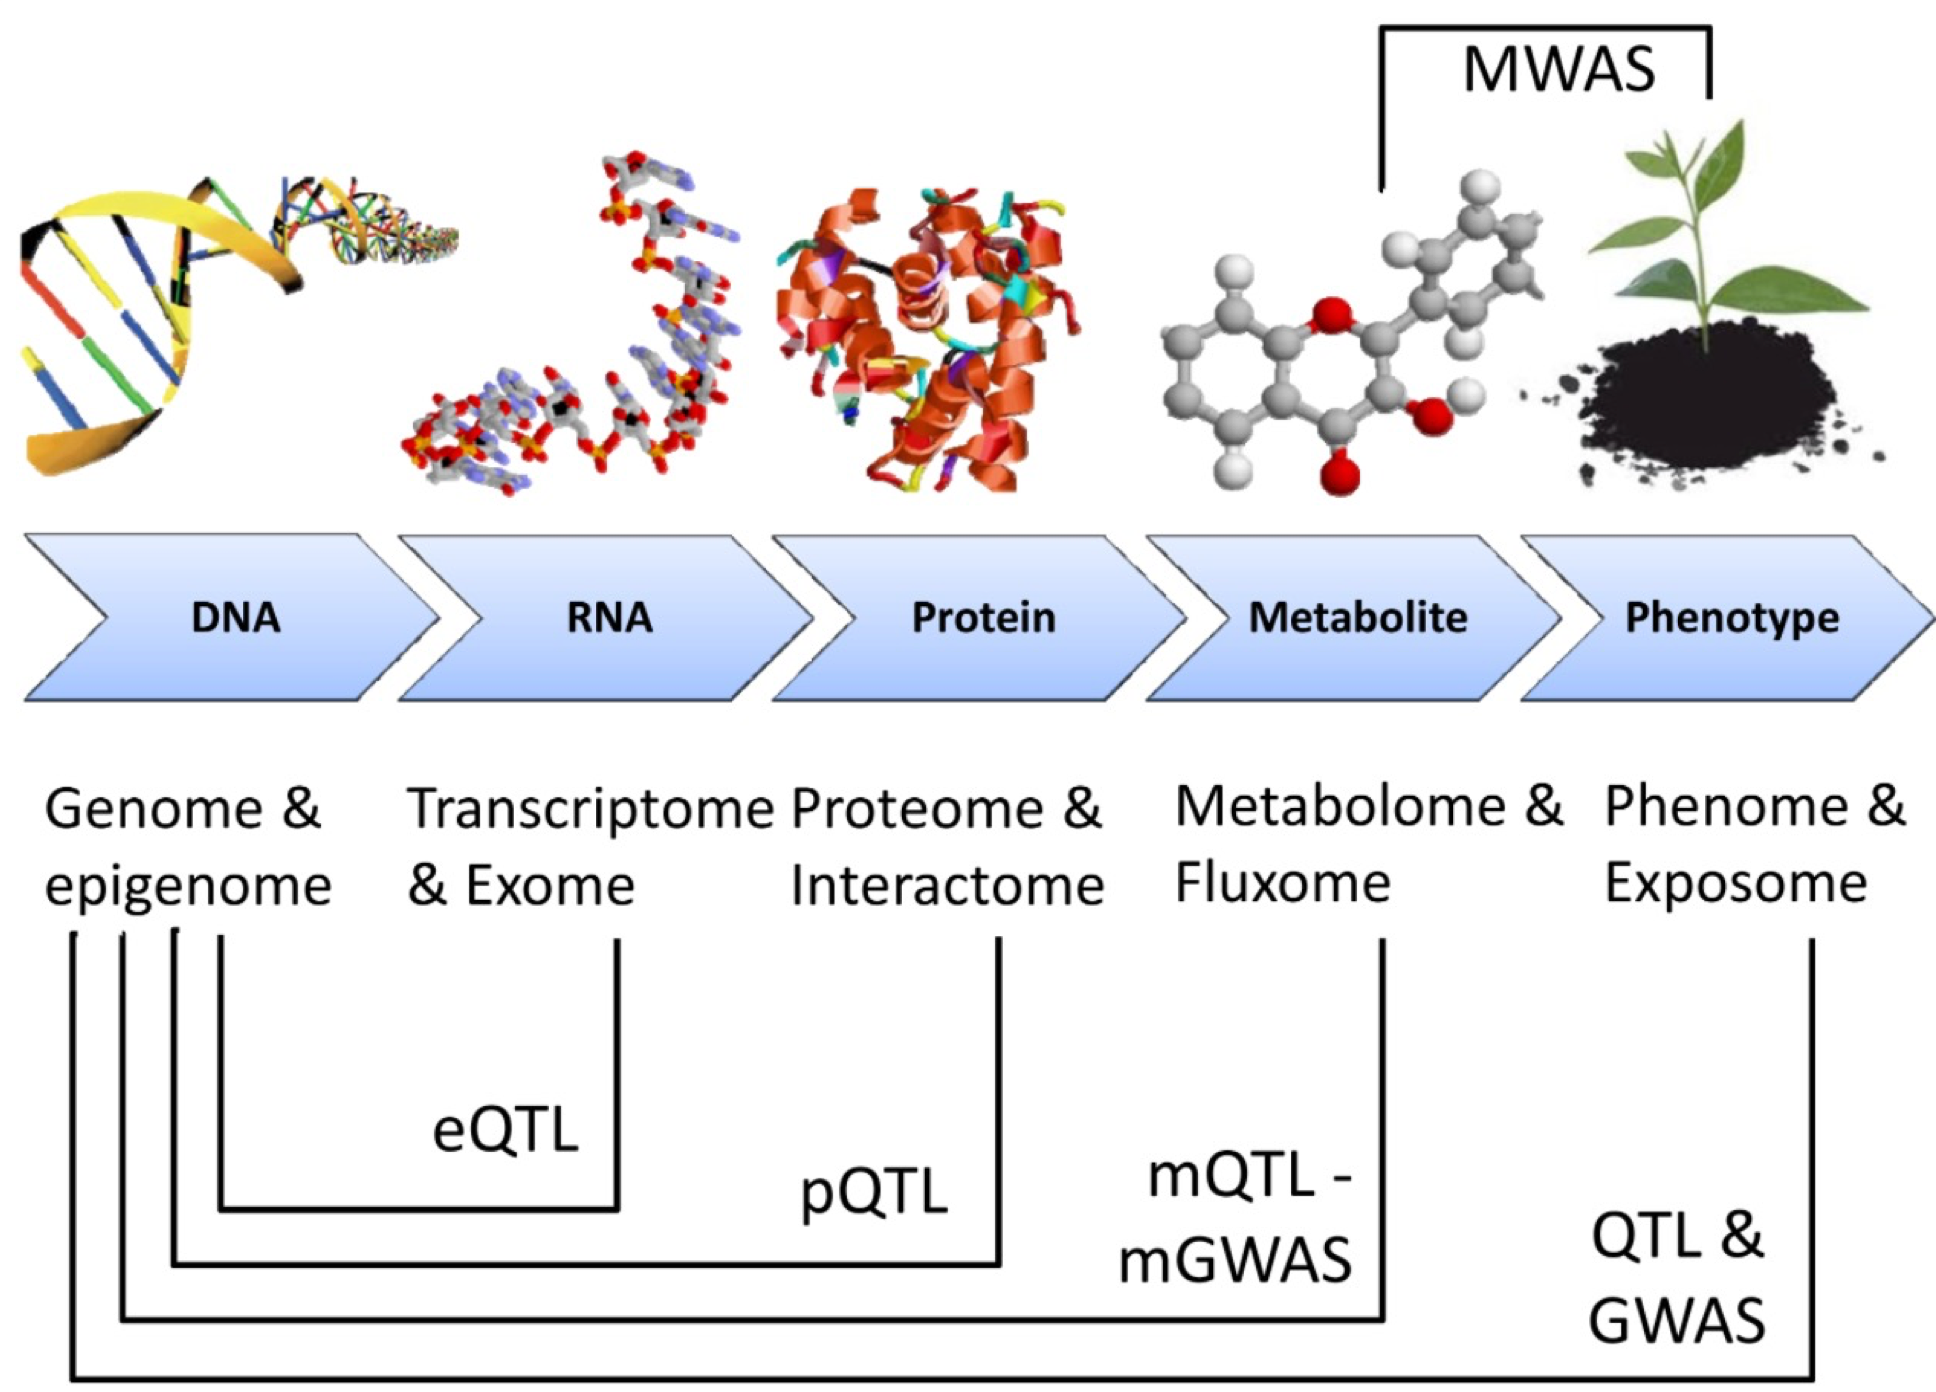 MWAS
DNA
RNA
Protein
Metabolite
Phenotype
Genome &
epigenome
Transcriptome
& Exome
Proteome &
Interactome
Metabolome &
Fluxome
Phenome &
Exposome
eQTL
pQTL
mQTL -
mGWAS
QTL &
GWAS